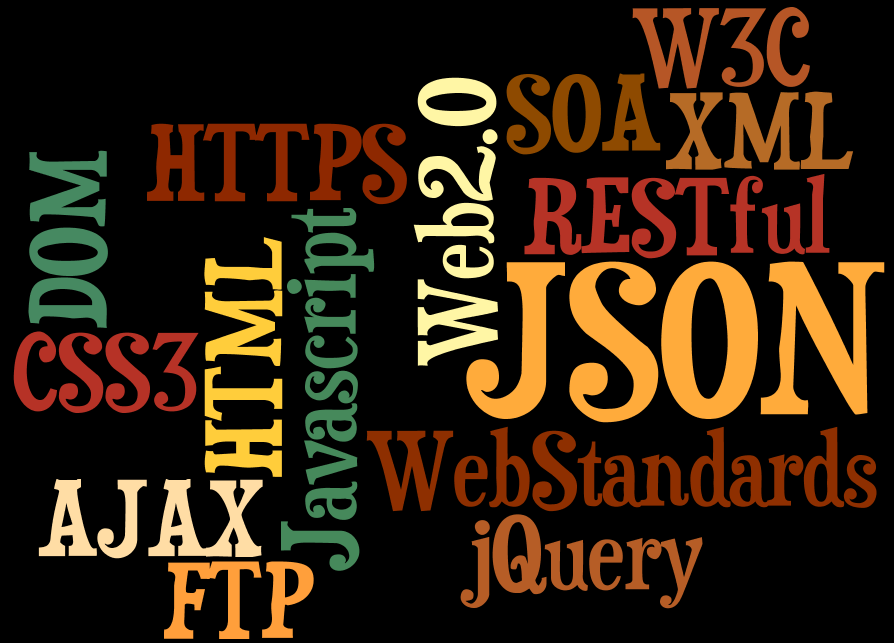 W3C
SOA
XML
HTTPS
Web2.0
DOM
RESTful
Javascript
HTML
JSON
CSS3
WebStandards
AJAX
jQuery
FTP